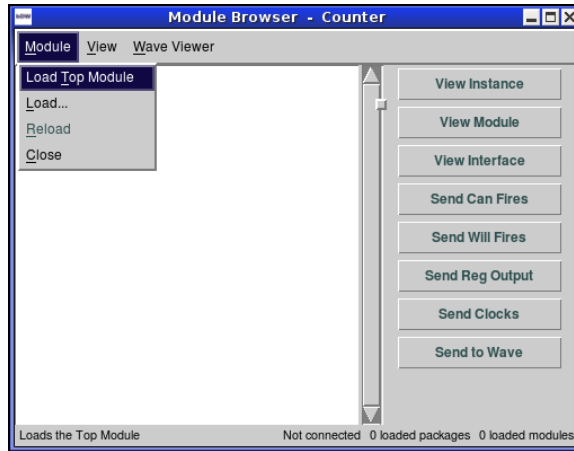 Module Browser - Counter
Module View Wave Viewer
Load Top Module
Load...
Reload
Close
View Instance
View Module
View Interface
Send Can Fires
Send Will Fires
Send Reg Output
Send Clocks
Send to Wave
Loads the Top Module Not connected 0 loaded packages 0 loaded modules